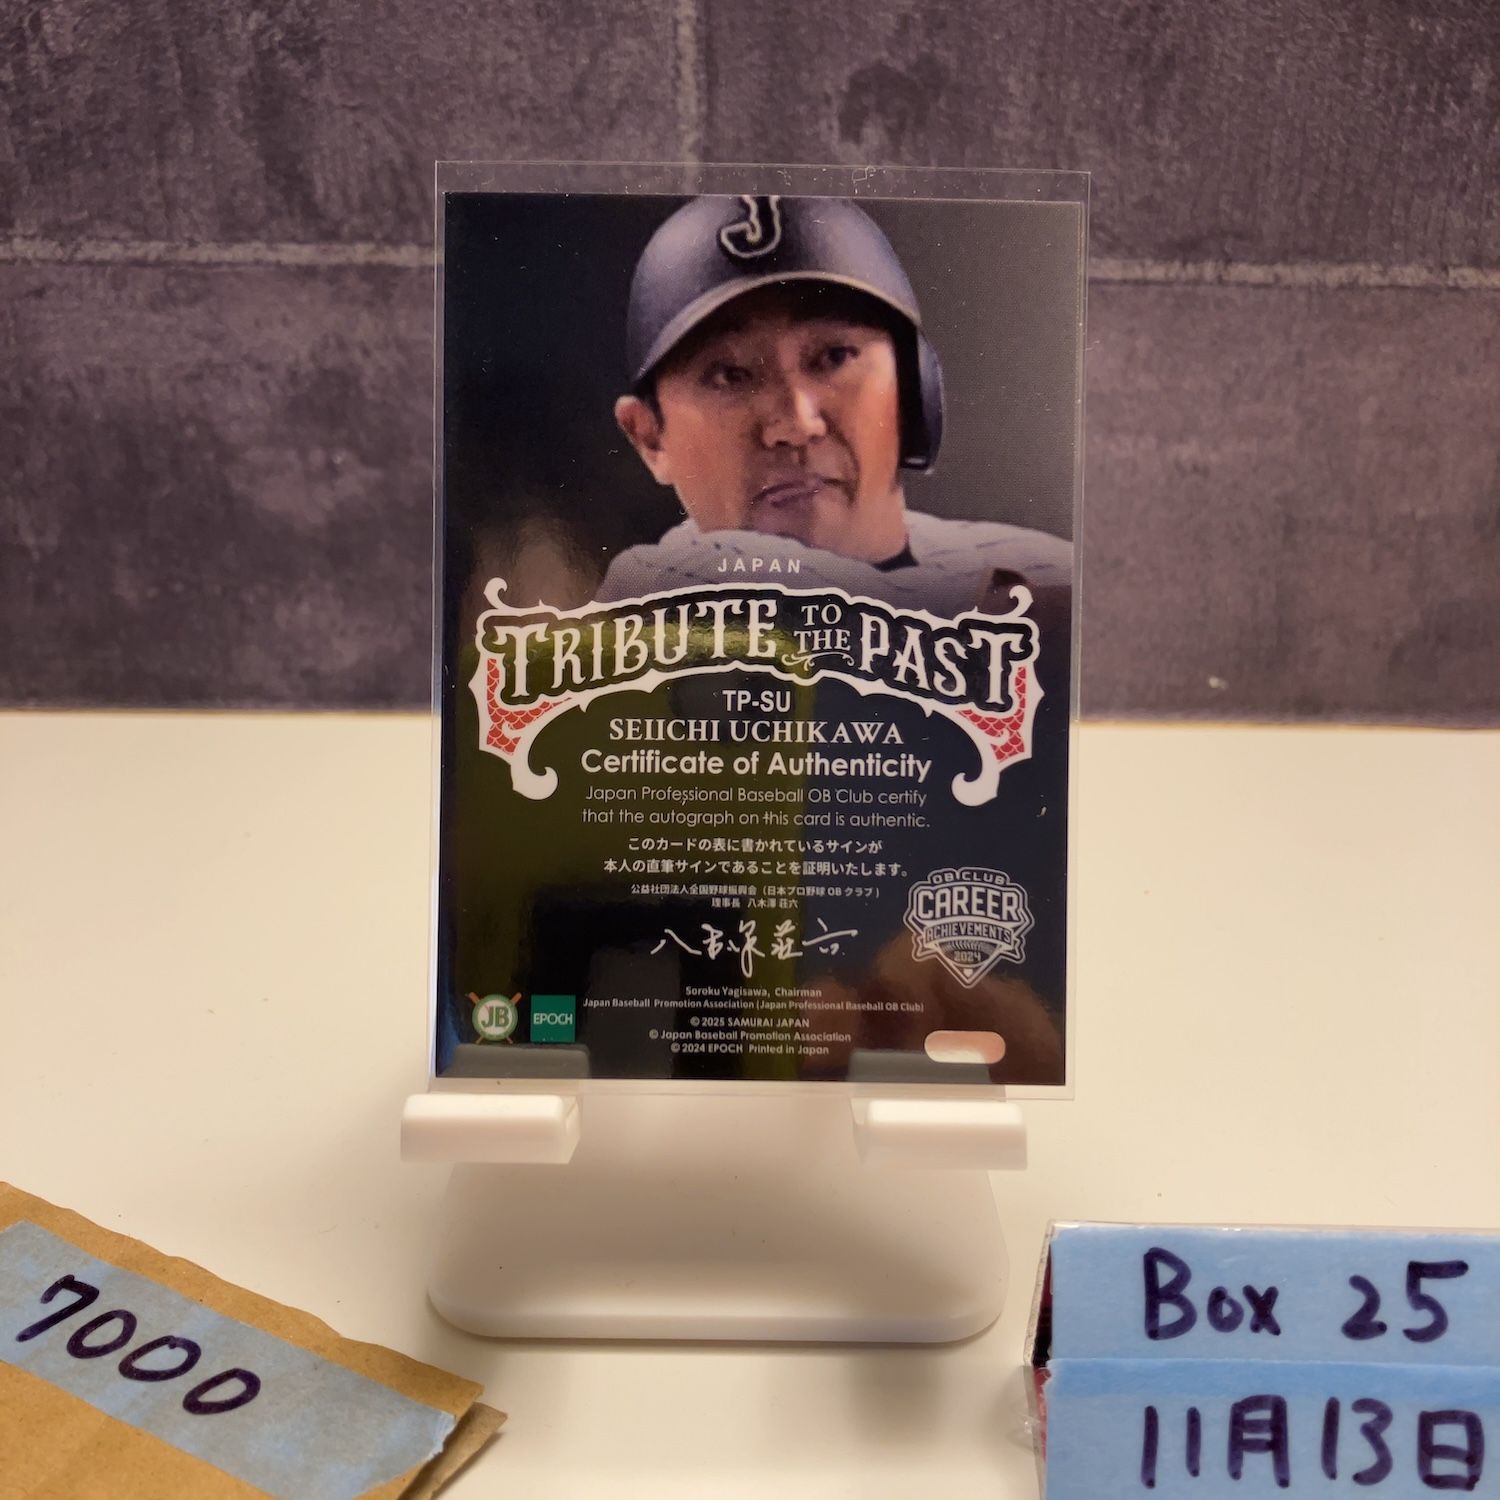 J
JAPAN
TRIBUTE TO THE PAST
TP-SU
SEIICHI UCHIKAWA
Certificate of Authenticity
Japan Professional Baseball OB Club certify
that the autograph on this card is authentic.
このカードの表に書かれているサインが
本人の直筆サインであることを証明いたします。
公益社団法人全国野球振興会（日本プロ野球OBクラブ）
理事長 八木澤 荘六
八木澤荘六
OB CLUB
CAREER
ACHIEVEMENTS
2024
Soroku Yagisawa, Chairman
Japan Baseball Promotion Association (Japan Professional Baseball OB Club)
JB
EPOCH
© 2025 SAMURAI JAPAN
© Japan Baseball Promotion Association
© 2024 EPOCH Printed in Japan
7000
Box 25
11月13日